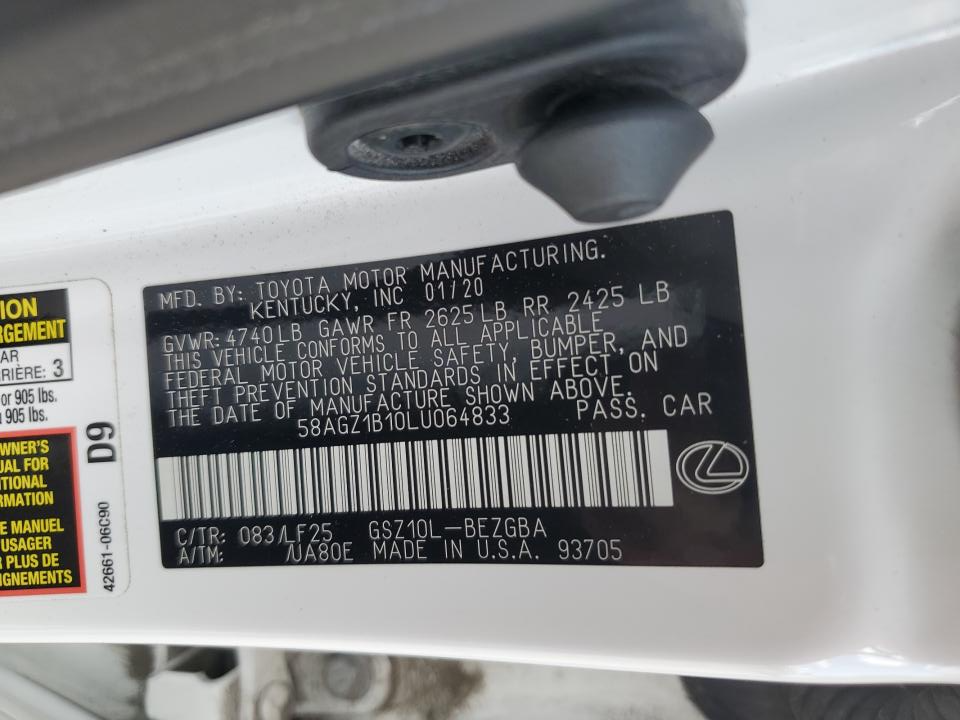 MFD. BY: TOYOTA MOTOR MANUFACTURING.
KENTUCKY, INC 01/20
GVWR: 4740LB GAWR FR 2625LB RR 2425 LB
THIS VEHICLE CONFORMS TO ALL APPLICABLE
FEDERAL MOTOR VEHICLE SAFETY, BUMPER, AND
THEFT PREVENTION STANDARDS IN EFFECT ON
THE DATE OF MANUFACTURE SHOWN ABOVE.
58AGZ1B10LU064833 PASS. CAR
C/TR: 083/LF25 GSZ10L-BEZGBA
A/TM: /UA80E MADE IN U.S.A. 93705
TION
RGEMENT
AR
RIÈRE: 3
or 905 lbs.
905 lbs.
OWNER'S
UAL FOR
ITIONAL
RMATION
E MANUEL
USAGER
R PLUS DE
IGNEMENTS
D9
42661-06C90